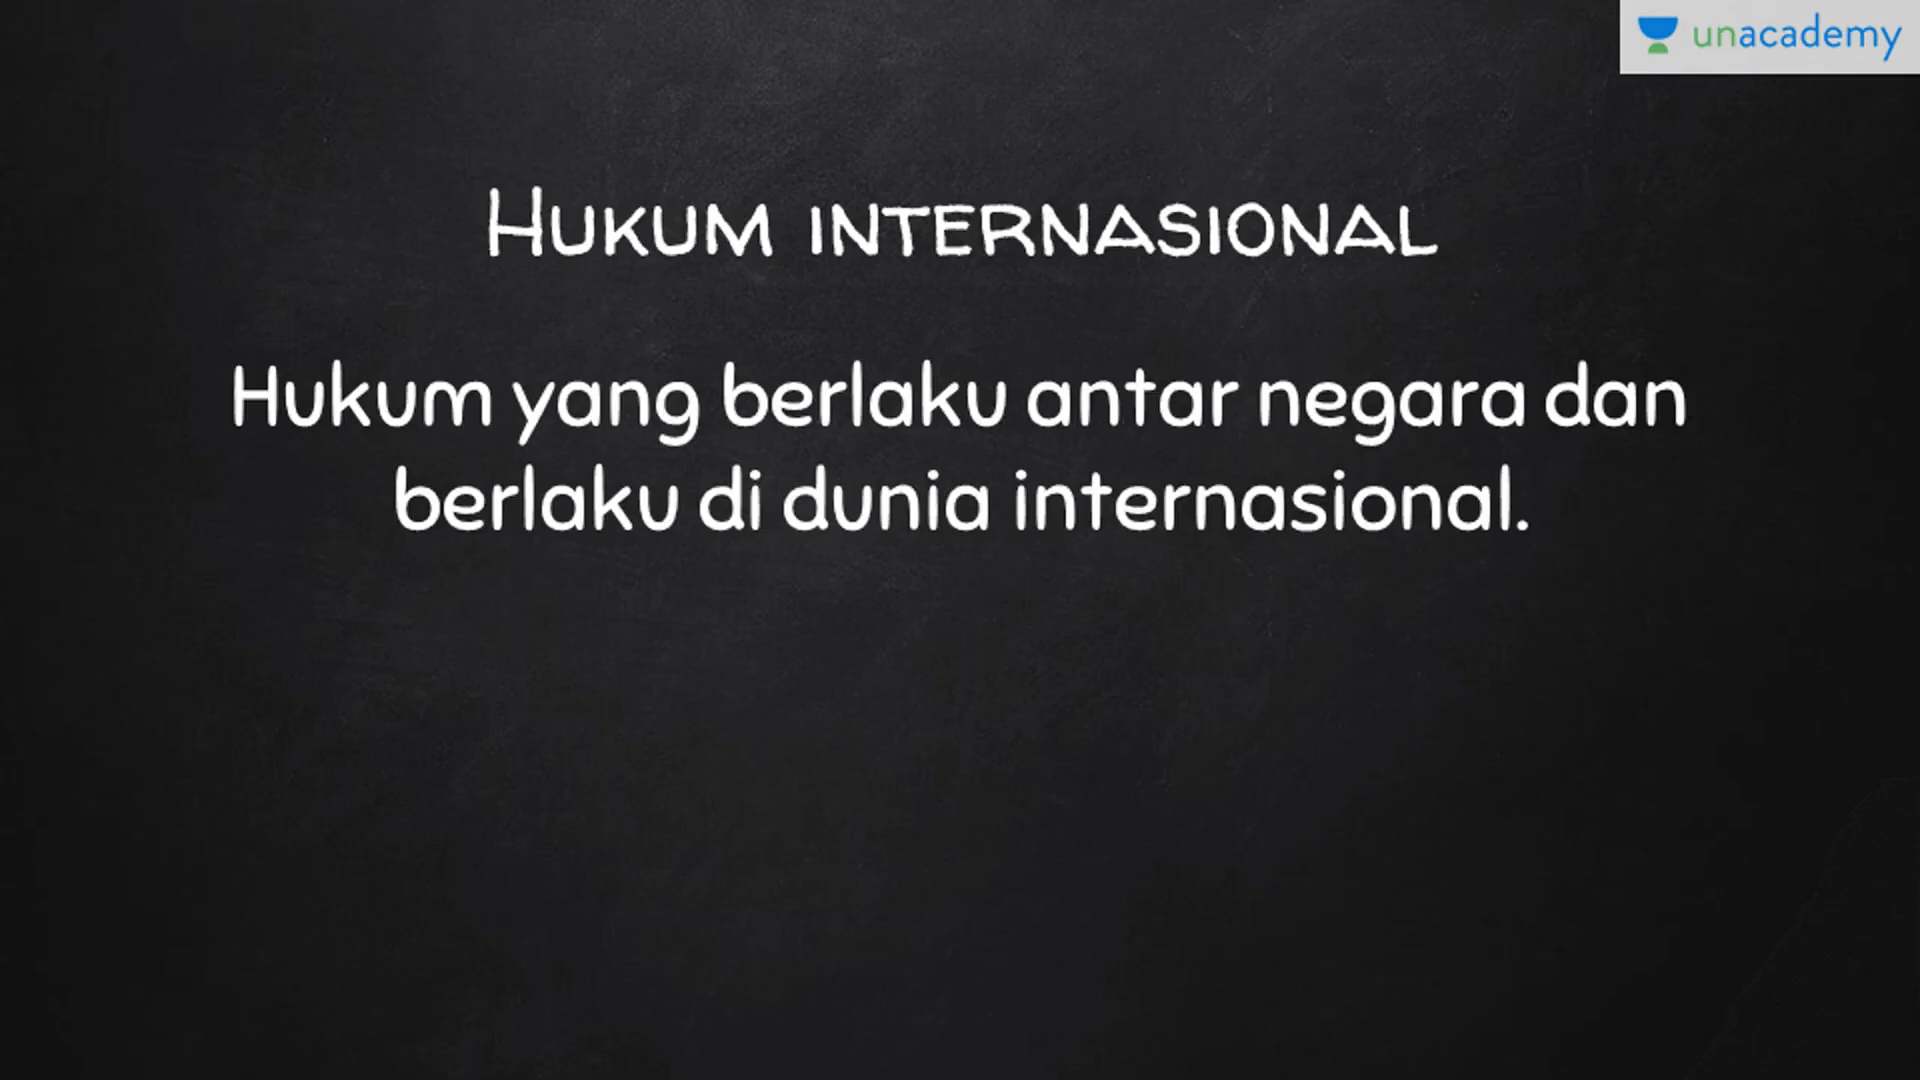 unacademy
Hukum internasional
Hukum yang berlaku antar negara dan
berlaku di dunia internasional.